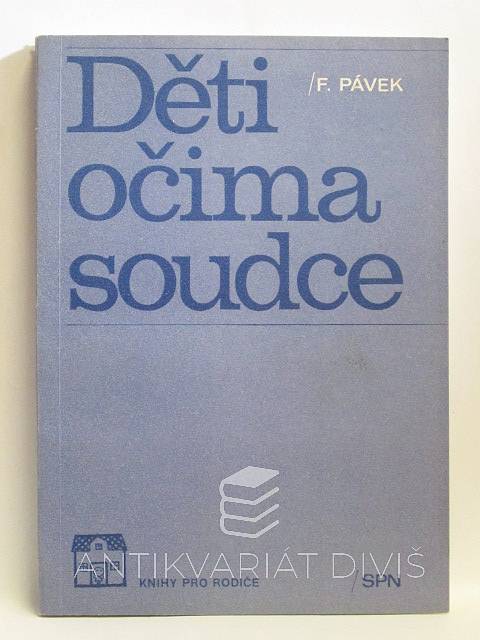 Děti
/F. PÁVEK
očima
soudce
ANTIKVARIÁT DIVIŠ
KNIHY PRO RODIČE
/SPN